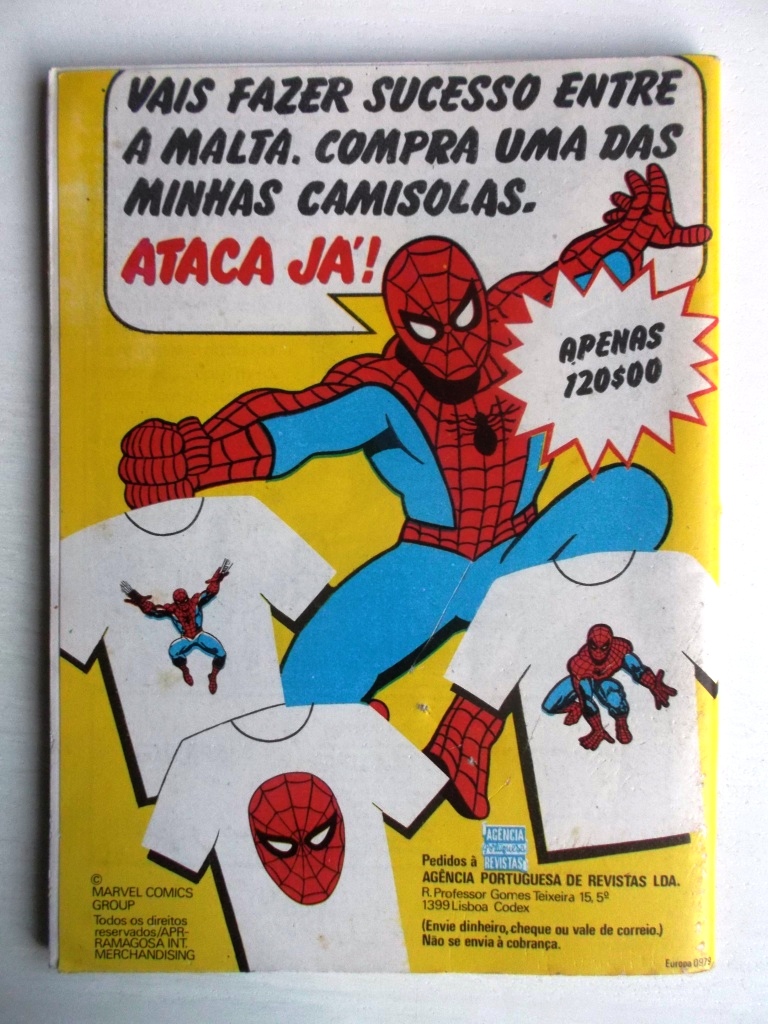 VAIS FAZER SUCESSO ENTRE
A MALTA. COMPRA UMA DAS
MINHAS CAMISOLAS.
ATACA JÁ!
APENAS
120$00
AGÊNCIA
Portuguesa
REVISTAS
Pedidos à
AGÊNCIA PORTUGUESA DE REVISTAS LDA.
R. Professor Gomes Teixeira 15, 5º
1399 Lisboa Codex
(Envie dinheiro, cheque ou vale de correio.)
Não se envia à cobrança.
©
MARVEL COMICS
GROUP
Todos os direitos
reservados/APR-
RAMAGOSA INT.
MERCHANDISING
Europa